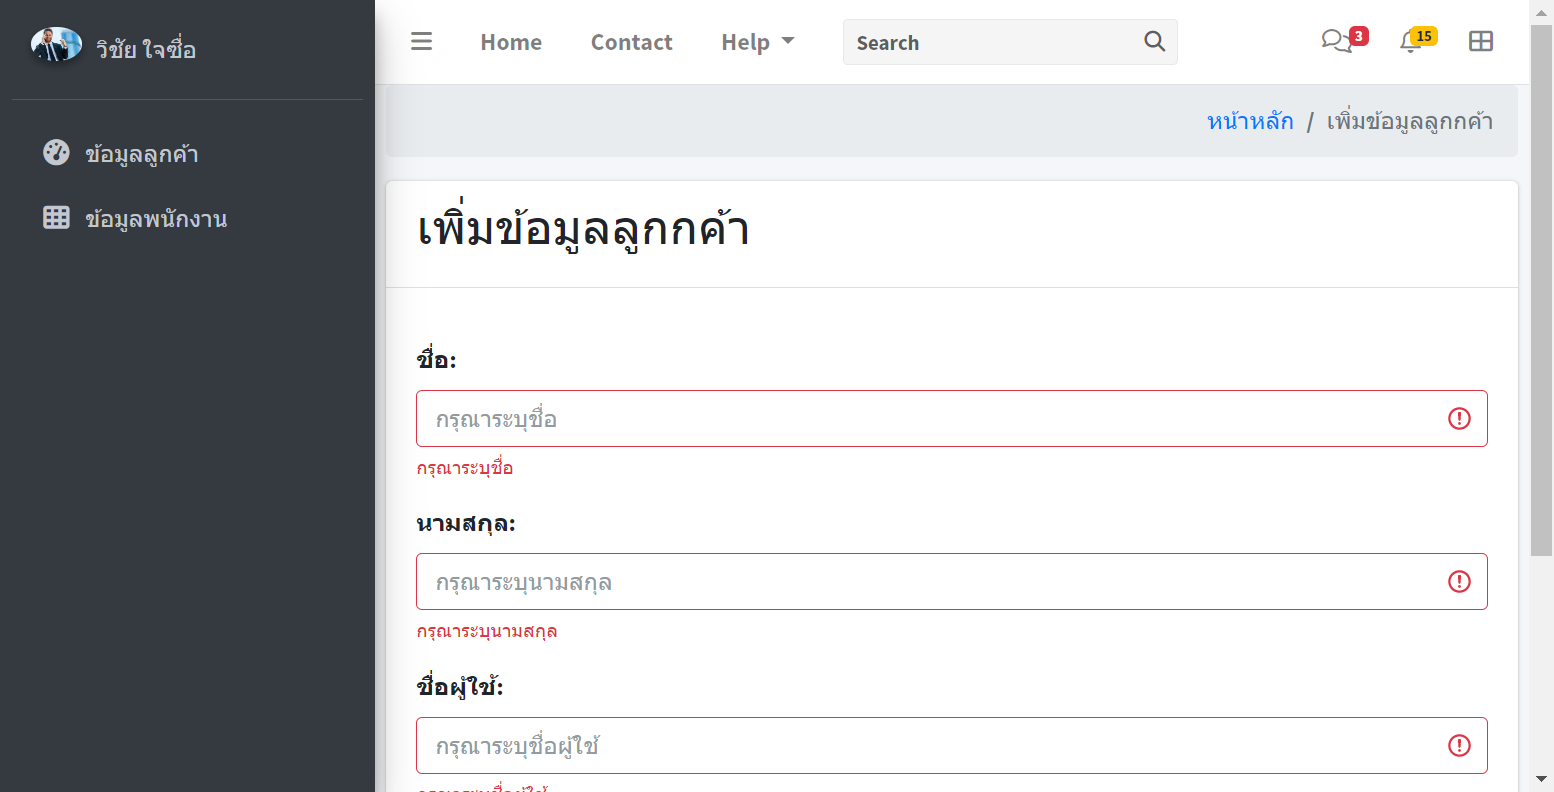 วิชัย ใจซื่อ
ข้อมูลลูกค้า
ข้อมูลพนักงาน
Home Contact Help Search 3 15
หน้าหลัก / เพิ่มข้อมูลลูกกค้า
เพิ่มข้อมูลลูกกค้า
ชื่อ:
กรุณาระบุชื่อ
กรุณาระบุชื่อ
นามสกุล:
กรุณาระบุนามสกุล
กรุณาระบุนามสกุล
ชื่อผู้ใช้:
กรุณาระบุชื่อผู้ใช้